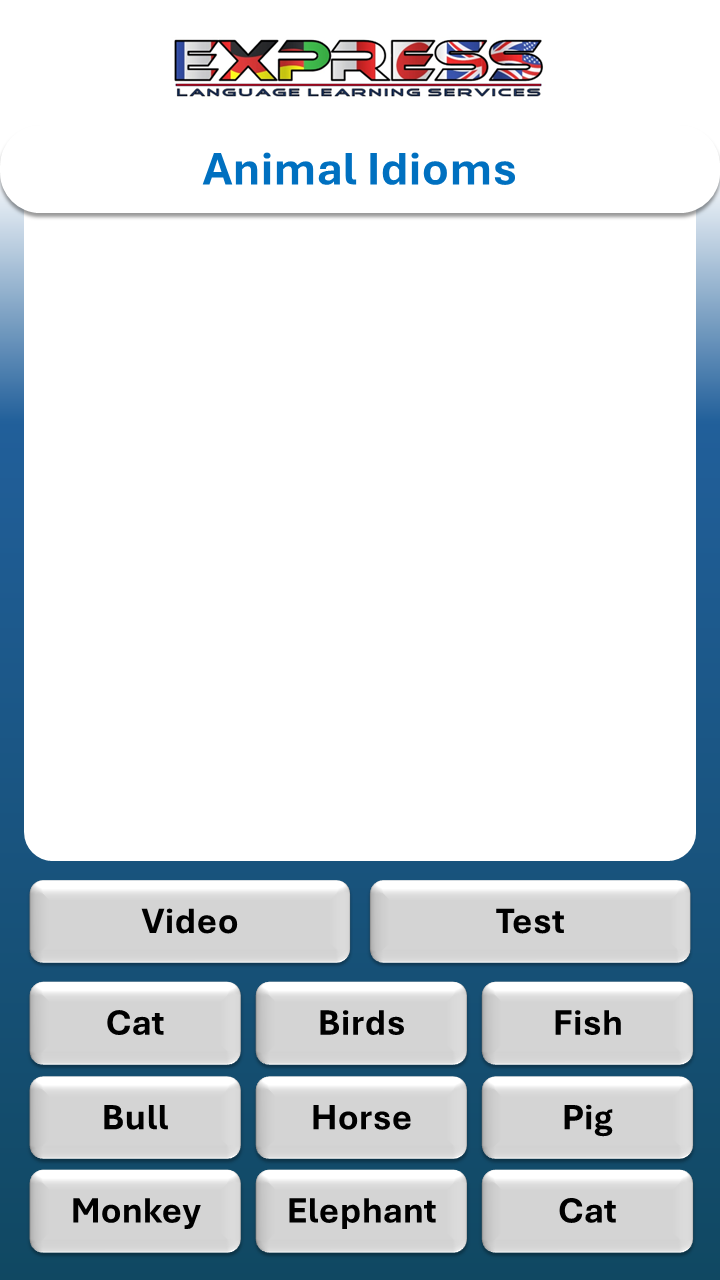 EXPRESS
LANGUAGE LEARNING SERVICES
Animal Idioms
Video Test
Cat Birds Fish
Bull Horse Pig
Monkey Elephant Cat